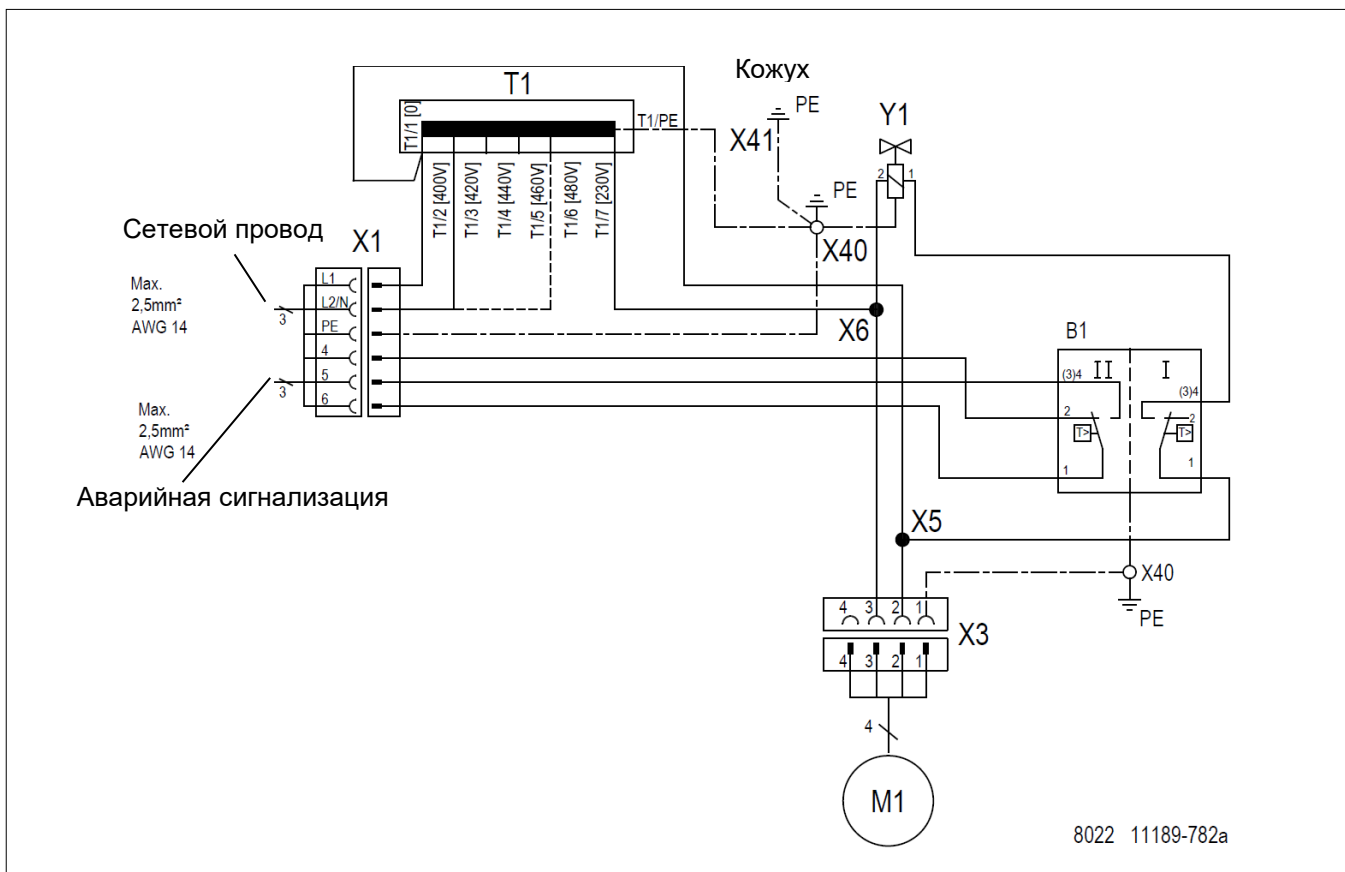 Кожух
T1
PE
Y1
T1/1 [0]
T1/PE
X41
T1/2 [400V]
T1/3 [420V]
T1/4 [440V]
T1/5 [460V]
T1/6 [480V]
T1/7 [230V]
2
1
PE
Сетевой провод
X1
X40
Max.
2,5mm²
AWG 14
3
L1
L2/N
PE
4
5
6
3
X6
B1
II
I
(3)4
(3)4
2
2
T>
T>
1
1
Max.
2,5mm²
AWG 14
Аварийная сигнализация
X5
X40
PE
4
3
2
1
X3
4
3
2
1
4
M1
8022 11189-782a